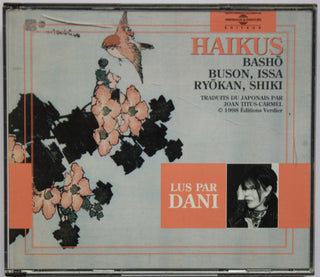 HAIKUS
BASHŌ
BUSON, ISSA
RYŌKAN, SHIKI
TRADUITS DU JAPONAIS PAR
JOAN TITUS-CARMEL
© 1998 Éditions Verdier
LUS PAR
DANI